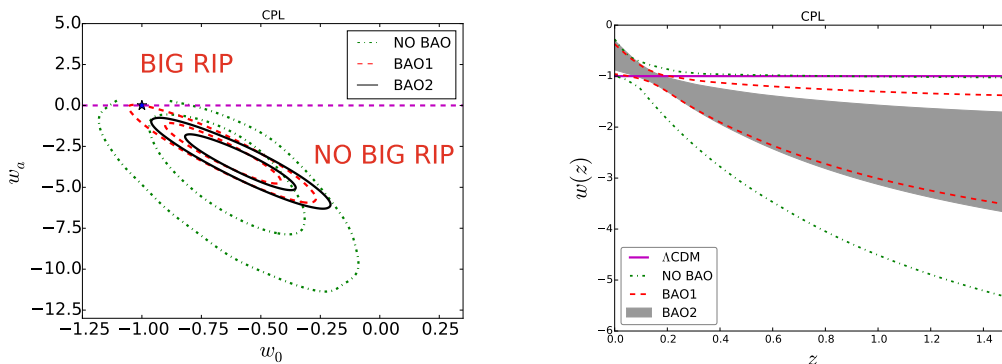 CPL
5.0
2.5
0.0
−2.5
−5.0
−7.5
−10.0
−12.5
w_a
BIG RIP
NO BIG RIP
NO BAO
BAO1
BAO2
−1.25 −1.00 −0.75 −0.50 −0.25 0.00 0.25
w_0
CPL
0
−1
−2
−3
−4
−5
−6
w(z)
ΛCDM
NO BAO
BAO1
BAO2
0.0 0.2 0.4 0.6 0.8 1.0 1.2 1.4
z